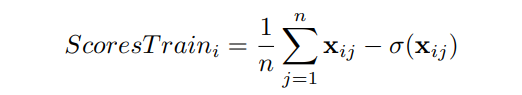 $ScoresTrain_i = \frac{1}{n} \sum_{j=1}^{n} \mathbf{x}_{ij} - \sigma(\mathbf{x}_{ij})$